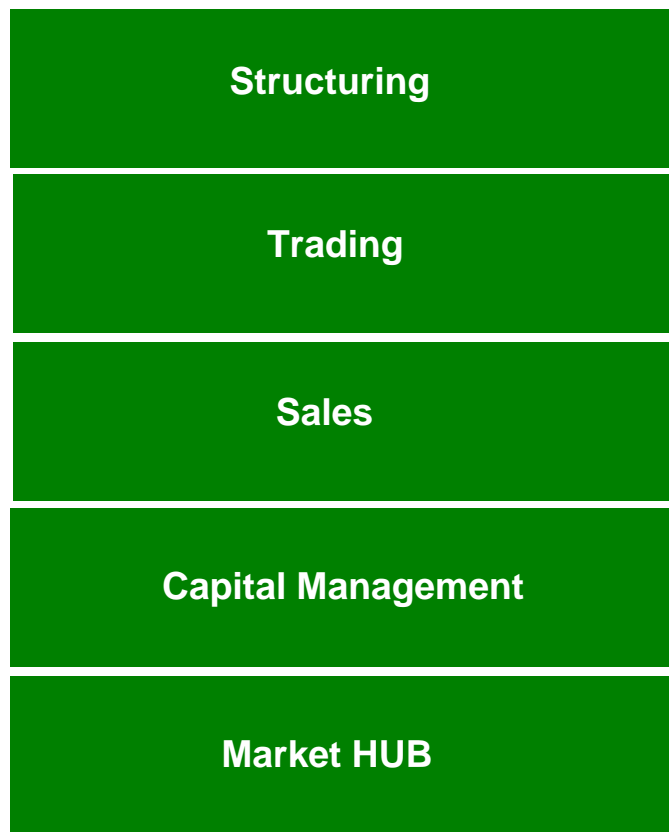 Structuring
Trading
Sales
Capital Management
Market HUB